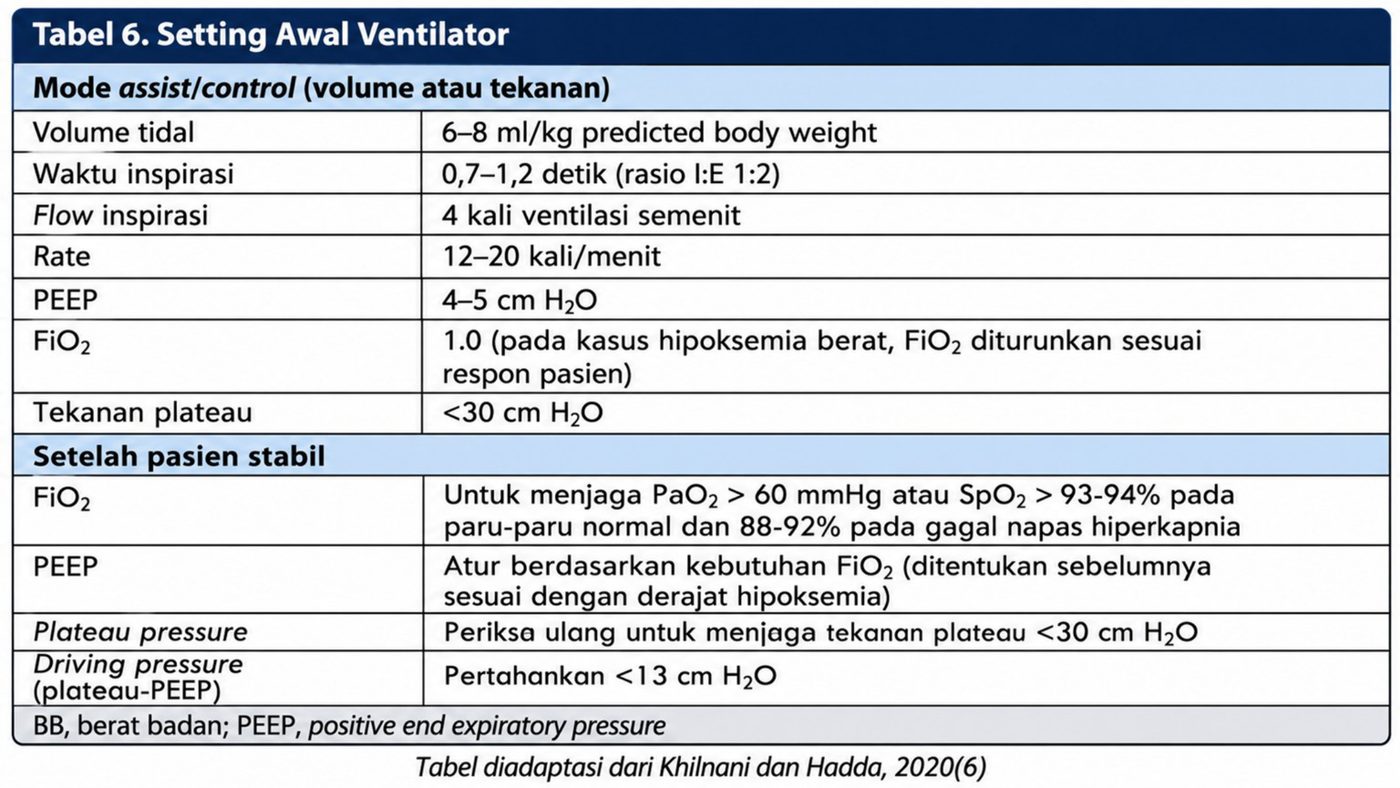 Tabel 6. Setting Awal Ventilator
Mode assist/control (volume atau tekanan)
Volume tidal 6–8 ml/kg predicted body weight
Waktu inspirasi 0,7–1,2 detik (rasio I:E 1:2)
Flow inspirasi 4 kali ventilasi semenit
Rate 12–20 kali/menit
PEEP 4–5 cm H₂O
FiO₂ 1.0 (pada kasus hipoksemia berat, FiO₂ diturunkan sesuai
respon pasien)
Tekanan plateau <30 cm H₂O
Setelah pasien stabil
FiO₂ Untuk menjaga PaO₂ > 60 mmHg atau SpO₂ > 93-94% pada
paru-paru normal dan 88-92% pada gagal napas hiperkapnia
PEEP Atur berdasarkan kebutuhan FiO₂ (ditentukan sebelumnya
sesuai dengan derajat hipoksemia)
Plateau pressure Periksa ulang untuk menjaga tekanan plateau <30 cm H₂O
Driving pressure
(plateau-PEEP) Pertahankan <13 cm H₂O
BB, berat badan; PEEP, positive end expiratory pressure
Tabel diadaptasi dari Khilnani dan Hadda, 2020(6)